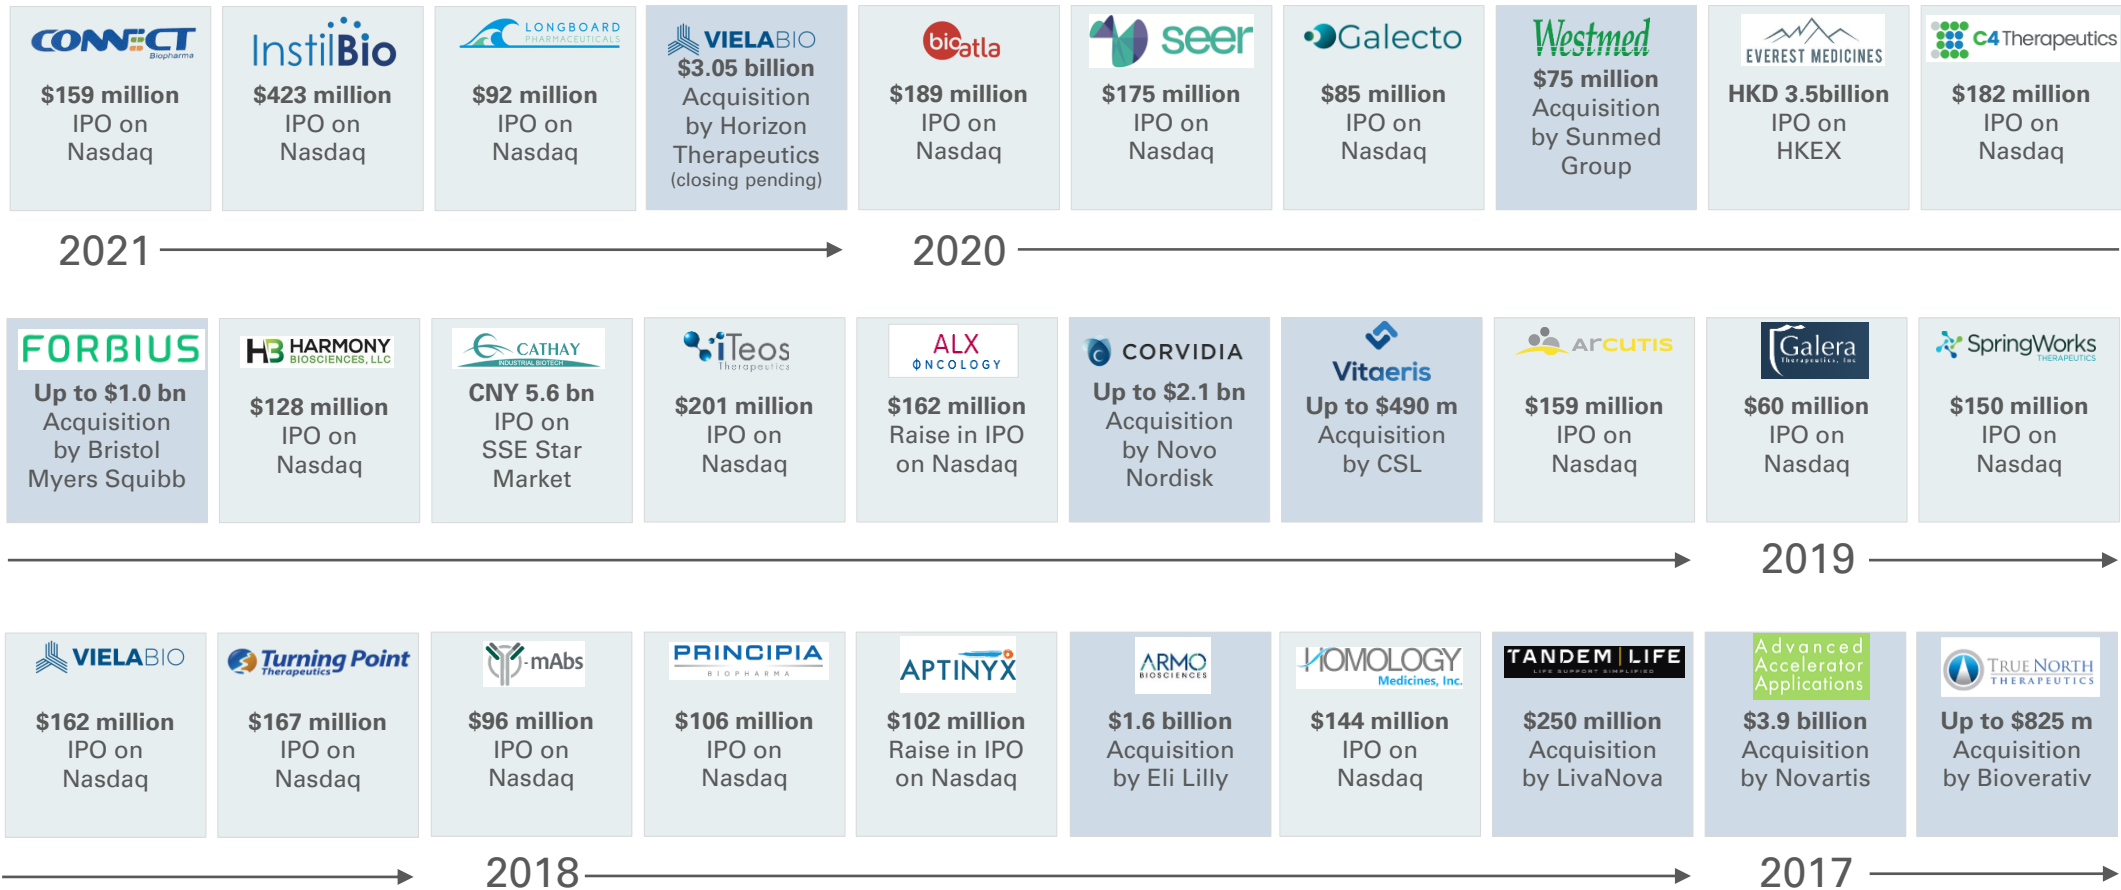 CONNECT
Biopharma
$159 million
IPO on
Nasdaq
InstilBio
$423 million
IPO on
Nasdaq
LONGBOARD
PHARMACEUTICALS
$92 million
IPO on
Nasdaq
VIELABIO
$3.05 billion
Acquisition
by Horizon
Therapeutics
(closing pending)
bioatla
$189 million
IPO on
Nasdaq
seer
$175 million
IPO on
Nasdaq
Galecto
$85 million
IPO on
Nasdaq
Westmed
$75 million
Acquisition
by Sunmed
Group
EVEREST MEDICINES
HKD 3.5billion
IPO on
HKEX
C4 Therapeutics
$182 million
IPO on
Nasdaq
2021
2020
FORBIUS
Up to $1.0 bn
Acquisition
by Bristol
Myers Squibb
HB HARMONY
BIOSCIENCES, LLC
$128 million
IPO on
Nasdaq
CATHAY
INDUSTRIAL BIOTECH
CNY 5.6 bn
IPO on
SSE Star
Market
iTeos
Therapeutics
$201 million
IPO on
Nasdaq
ALX
ONCOLOGY
$162 million
Raise in IPO
on Nasdaq
CORVIDIA
Up to $2.1 bn
Acquisition
by Novo
Nordisk
Vitaeris
Up to $490 m
Acquisition
by CSL
ARCUTIS
$159 million
IPO on
Nasdaq
Galera
Therapeutics, Inc
$60 million
IPO on
Nasdaq
SpringWorks
THERAPEUTICS
$150 million
IPO on
Nasdaq
2019
VIELABIO
$162 million
IPO on
Nasdaq
Turning Point
Therapeutics
$167 million
IPO on
Nasdaq
Y-mAbs
$96 million
IPO on
Nasdaq
PRINCIPIA
BIOPHARMA
$106 million
IPO on
Nasdaq
APTINYX
$102 million
Raise in IPO
on Nasdaq
ARMO
BIOSCIENCES
$1.6 billion
Acquisition
by Eli Lilly
HOMOLOGY
Medicines, Inc.
$144 million
IPO on
Nasdaq
TANDEM|LIFE
LIFE SUPPORT SIMPLIFIED
$250 million
Acquisition
by LivaNova
Advanced
Accelerator
Applications
$3.9 billion
Acquisition
by Novartis
TRUE NORTH
THERAPEUTICS
Up to $825 m
Acquisition
by Bioverativ
2018
2017